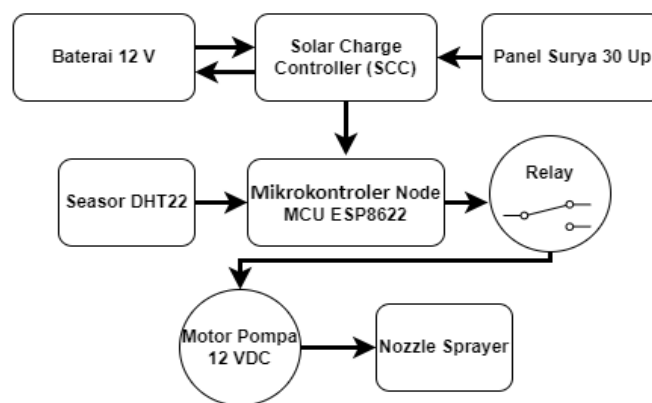 Baterai 12 V
Solar Charge
Controller (SCC)
Panel Surya 30 Up
Seasor DHT22
Mikrokontroler Node
MCU ESP8622
Relay
Motor Pompa
12 VDC
Nozzle Sprayer